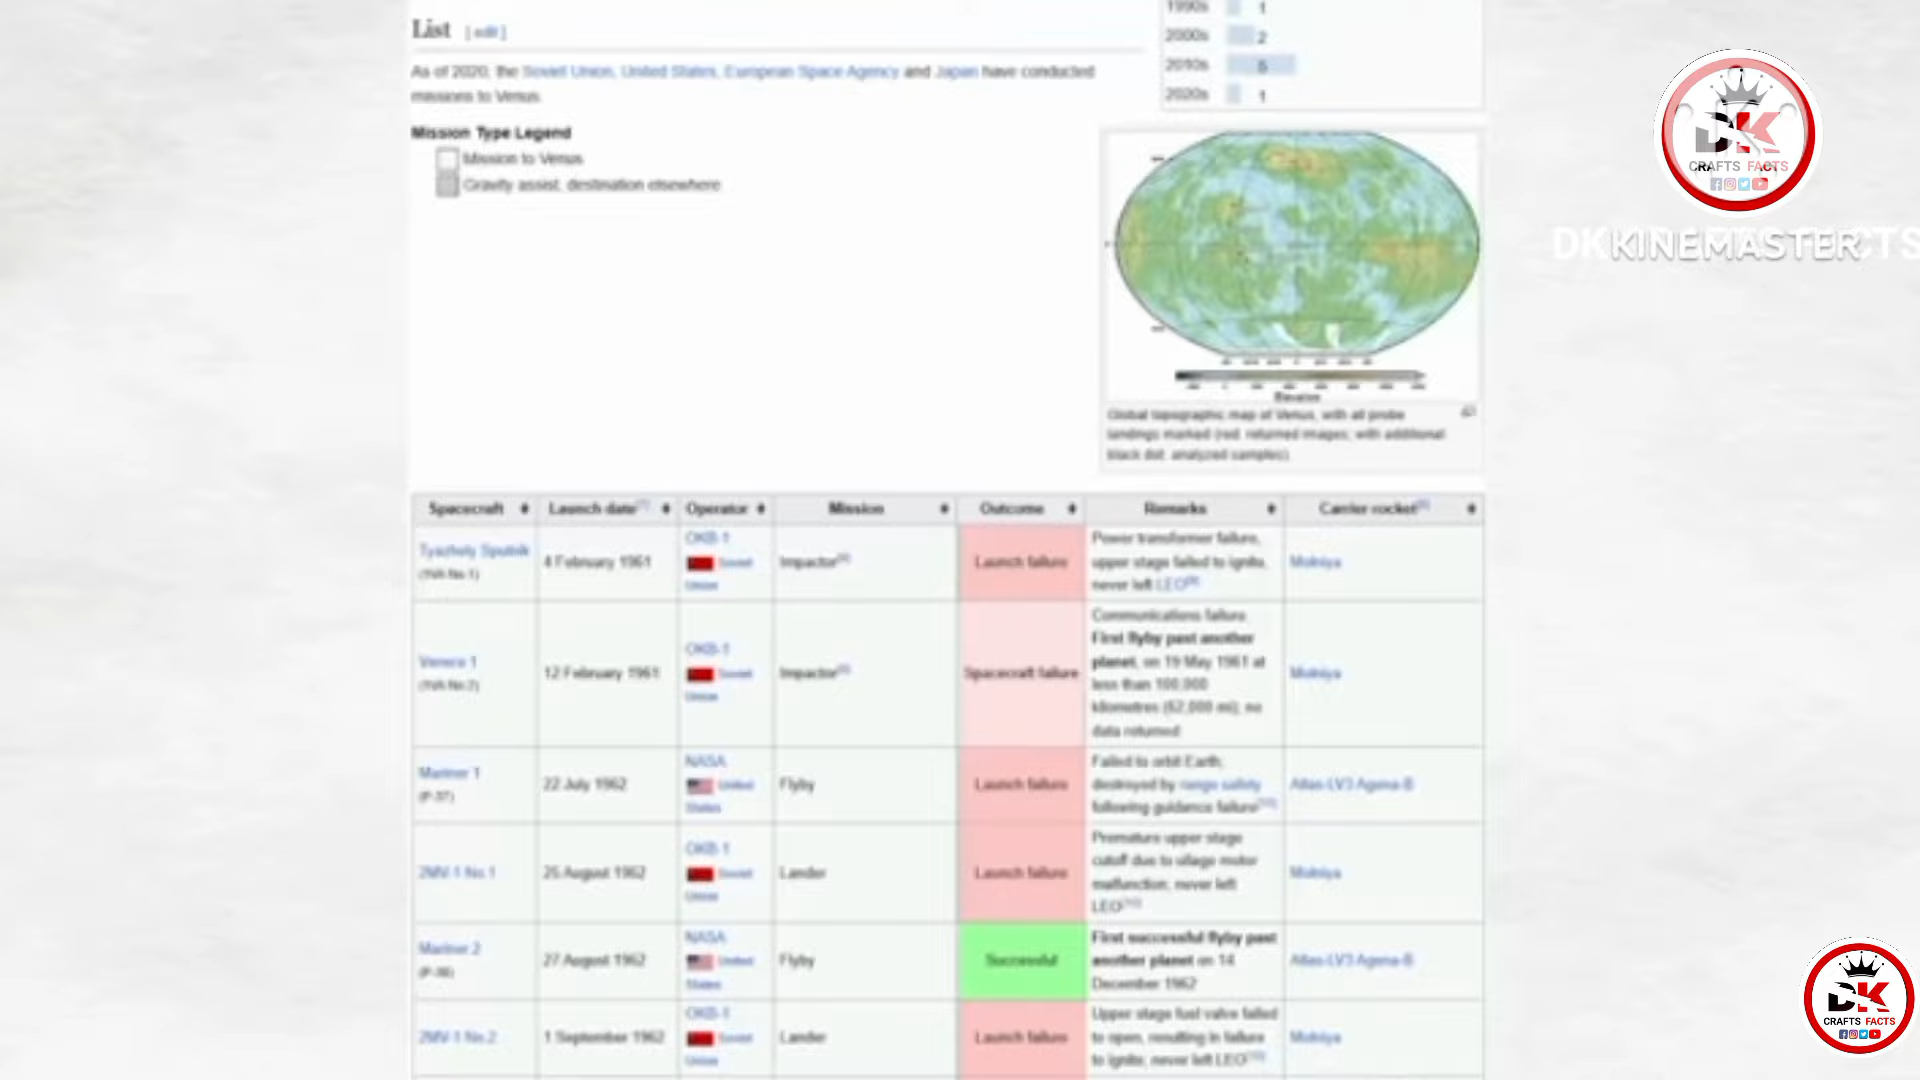 1990s 1
List [ edit ]
2000s 2
As of 2020, the Soviet Union, United States, European Space Agency and Japan have conducted
2010s 5
missions to Venus.
2020s 1
Mission Type Legend
Mission to Venus
Gravity assist, destination elsewhere
Elevation
Global topographic map of Venus, with all probe
landings marked (red: returned images; with additional
black dot: analyzed samples).
Spacecraft Launch date Operator Mission Outcome Remarks Carrier rocket
Tyazhely Sputnik
(1VA No.1)
4 February 1961
OKB-1
Soviet
Union
Impactor
Launch failure
Power transformer failure,
upper stage failed to ignite,
never left LEO
Molniya
Venera 1
(1VA No.2)
12 February 1961
OKB-1
Soviet
Union
Impactor
Spacecraft failure
Communications failure.
First flyby past another
planet, on 19 May 1961 at
less than 100,000
kilometres (62,000 mi); no
data returned
Molniya
Mariner 1
(P-37)
22 July 1962
NASA
United
States
Flyby
Launch failure
Failed to orbit Earth;
destroyed by range safety
following guidance failure
Atlas-LV3 Agena-B
2MV-1 No.1
25 August 1962
OKB-1
Soviet
Union
Lander
Launch failure
Premature upper stage
cutoff due to ullage motor
malfunction; never left
LEO
Molniya
Mariner 2
(P-38)
27 August 1962
NASA
United
States
Flyby
Successful
First successful flyby past
another planet on 14
December 1962
Atlas-LV3 Agena-B
2MV-1 No.2
1 September 1962
OKB-1
Soviet
Union
Lander
Launch failure
Upper stage fuel valve failed
to open, resulting in failure
to ignite; never left LEO
Molniya
DK
CRAFTS FACTS
KINEMASTER
DK
CRAFTS FACTS